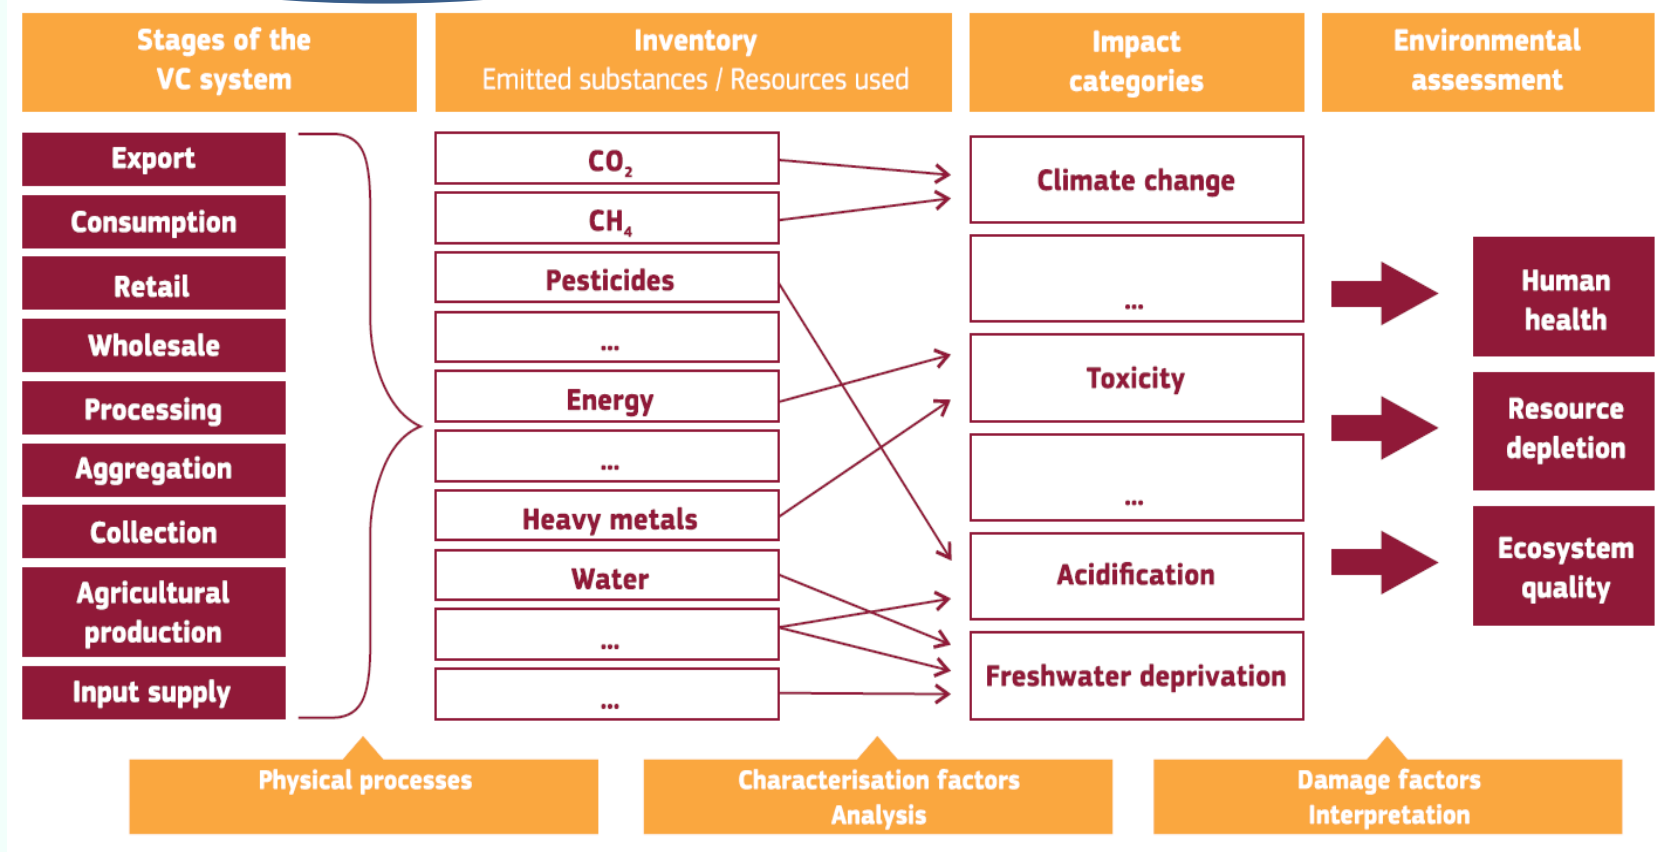 Stages of the
VC system
Inventory
Emitted substances / Resources used
Impact
categories
Environmental
assessment
Export
Consumption
Retail
Wholesale
Processing
Aggregation
Collection
Agricultural
production
Input supply
CO₂
CH₄
Pesticides
...
Energy
...
Heavy metals
Water
...
...
Climate change
...
Toxicity
...
Acidification
Freshwater deprivation
Human
health
Resource
depletion
Ecosystem
quality
Physical processes
Characterisation factors
Analysis
Damage factors
Interpretation